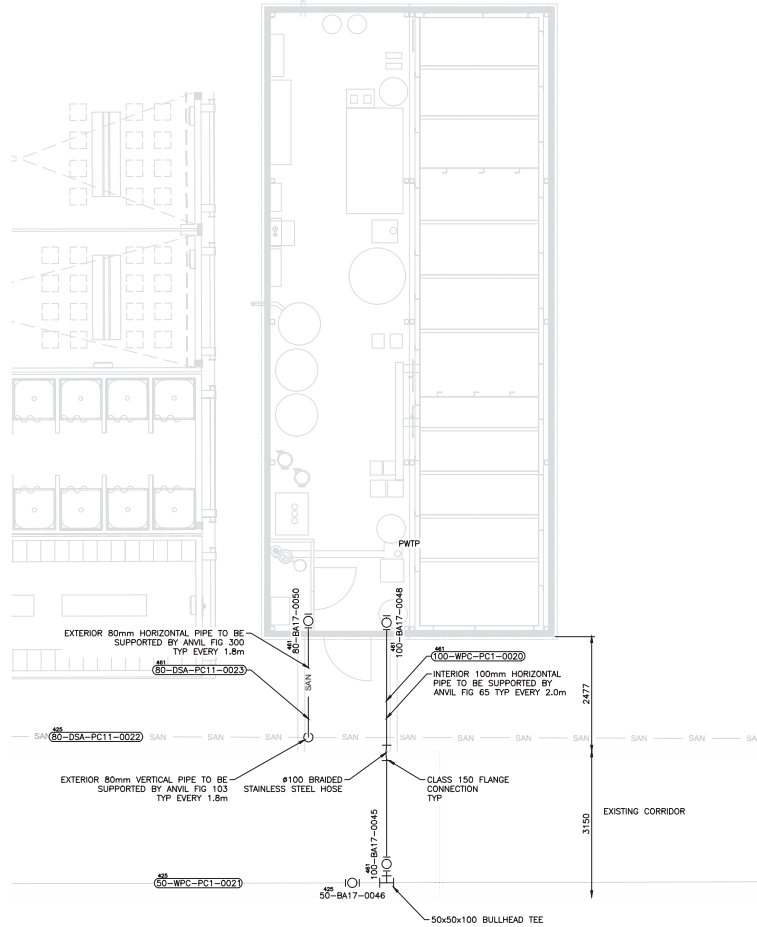 PWTP
80-BA17-0050
461
100-BA17-0048
461
EXTERIOR 80mm HORIZONTAL PIPE TO BE
SUPPORTED BY ANVIL FIG 300
TYP EVERY 1.8m
461
100-WPC-PC1-0020
461
80-DSA-PC11-0023
INTERIOR 100mm HORIZONTAL
PIPE TO BE SUPPORTED BY
ANVIL FIG 65 TYP EVERY 2.0m
SAN
2477
425
SAN
80-DSA-PC11-0022
SAN
SAN
SAN
SAN
SAN
SAN
SAN
SAN
SAN
SAN
SA
EXTERIOR 80mm VERTICAL PIPE TO BE
SUPPORTED BY ANVIL FIG 103
TYP EVERY 1.8m
ø100 BRAIDED
STAINLESS STEEL HOSE
CLASS 150 FLANGE
CONNECTION
TYP
3150
EXISTING CORRIDOR
100-BA17-0045
461
425
50-WPC-PC1-0021
425
50-BA17-0046
50x50x100 BULLHEAD TEE